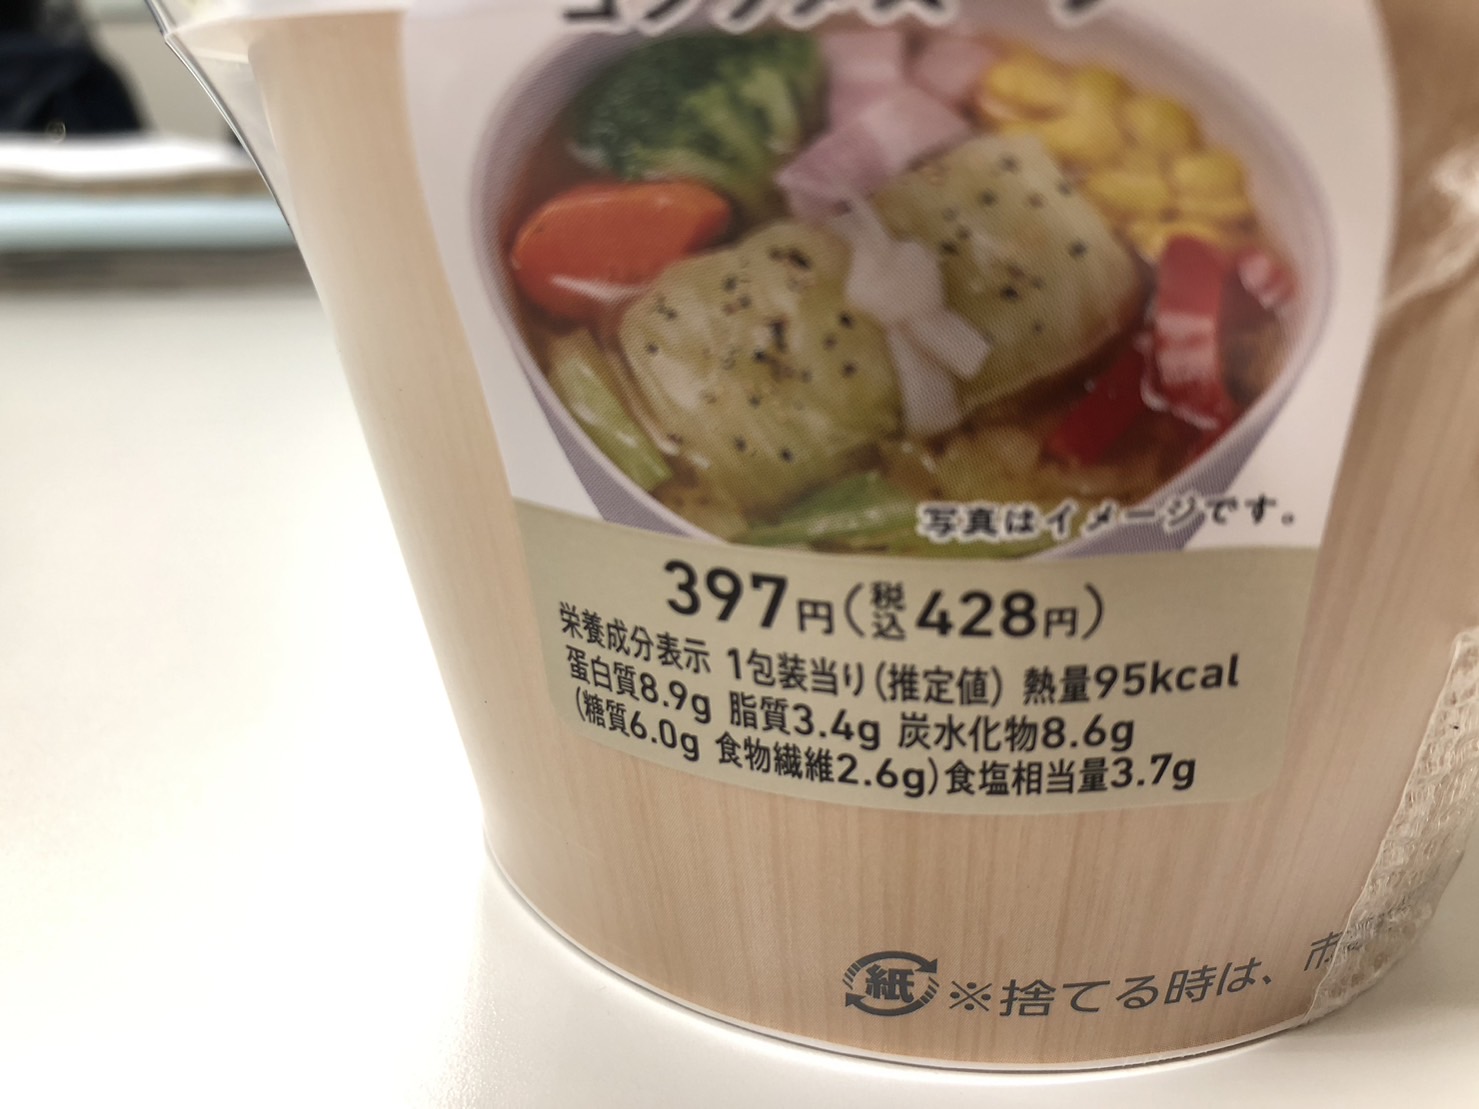 写真はイメージです。
397円(税込428円)
栄養成分表示 1包装当り(推定値) 熱量95kcal
蛋白質8.9g 脂質3.4g 炭水化物8.6g
(糖質6.0g 食物繊維2.6g)食塩相当量3.7g
紙 ※捨てる時は、市